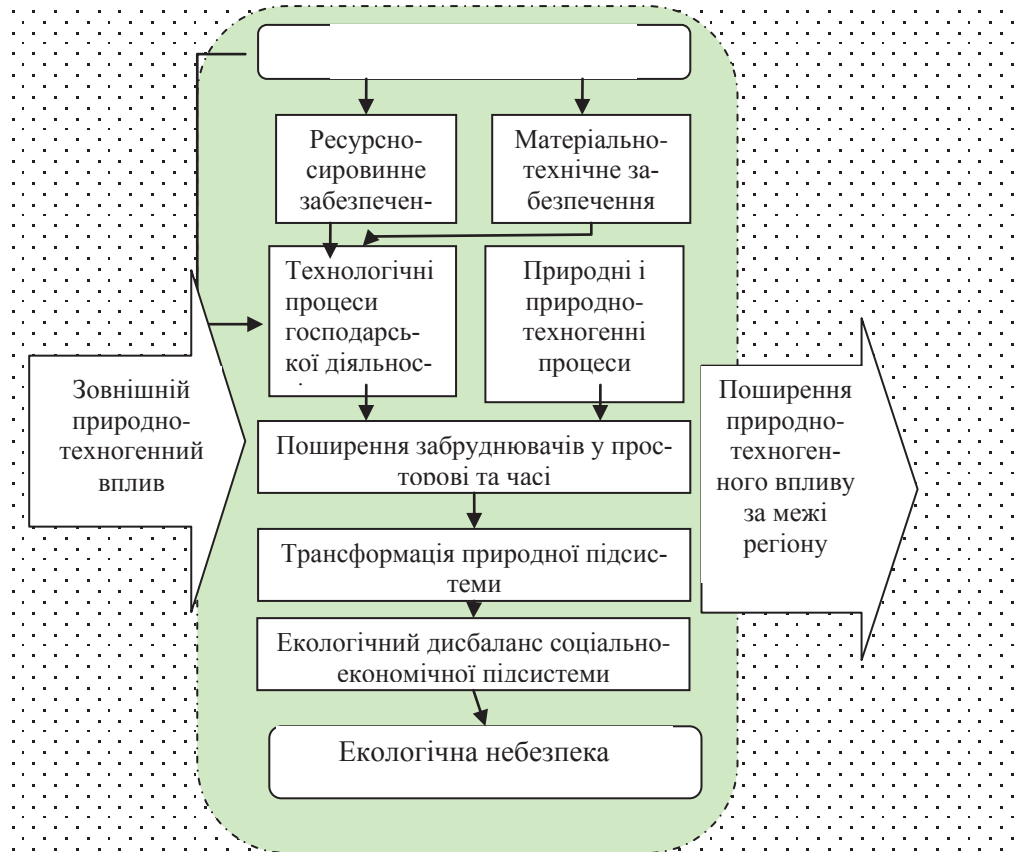 Ресурсно-
сировинне
забезпечен-
Матеріально-
технічне за-
безпечення
Технологічні
процеси
господарсь-
кої діяльнос-
Природні і
природно-
техногенні
процеси
Зовнішній
природно-
техногенний
вплив
Поширення забруднювачів у прос-
торові та часі
Поширення
природно-
техноген-
ного впливу
за межі
регіону
Трансформація природної підсис-
теми
Екологічний дисбаланс соціально-
економічної підсистеми
Екологічна небезпека